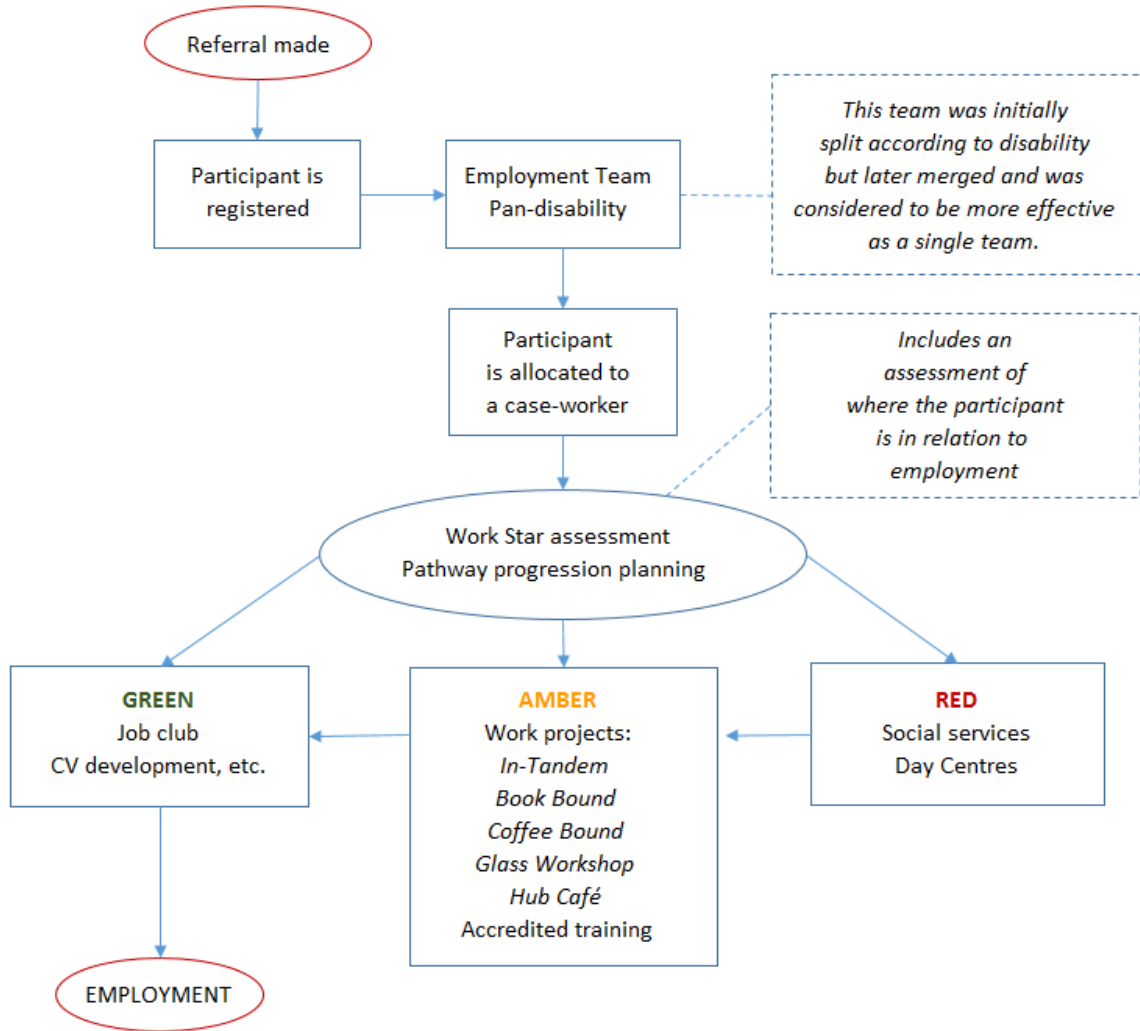 Referral made
Participant is
registered
Employment Team
Pan-disability
This team was initially
split according to disability
but later merged and was
considered to be more effective
as a single team.
Participant
is allocated to
a case-worker
Includes an
assessment of
where the participant
is in relation to
employment
Work Star assessment
Pathway progression planning
GREEN
Job club
CV development, etc.
AMBER
Work projects:
In-Tandem
Book Bound
Coffee Bound
Glass Workshop
Hub Café
Accredited training
RED
Social services
Day Centres
EMPLOYMENT